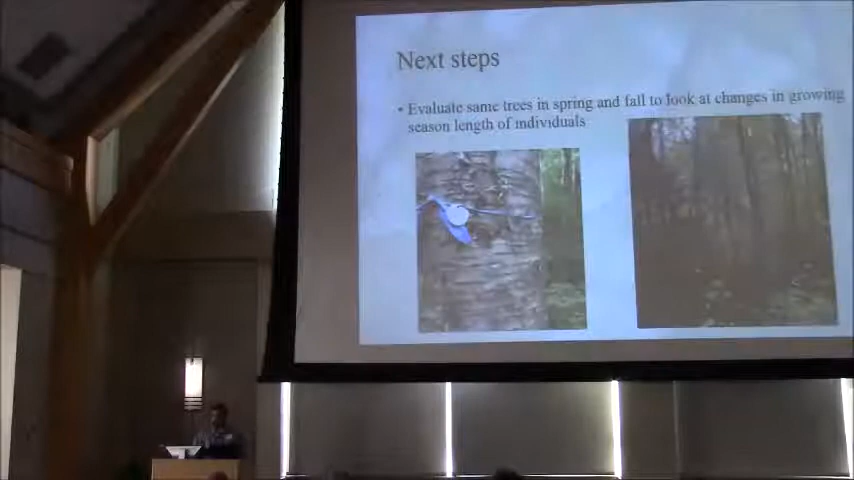 Next steps
• Evaluate same trees in spring and fall to look at changes in growing
season length of individuals